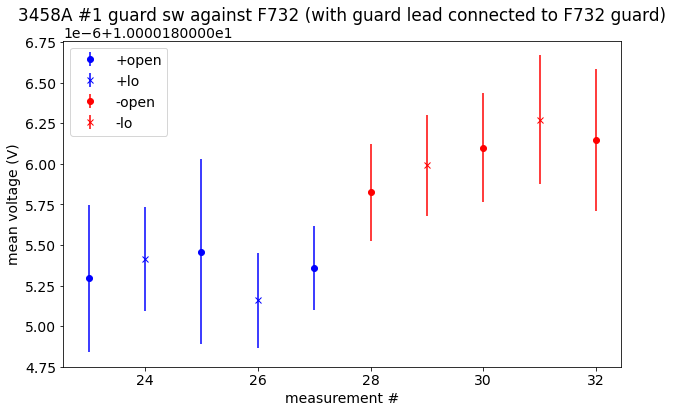 3458A #1 guard sw against F732 (with guard lead connected to F732 guard)
1e−6+1.0000180000e1
6.75
6.50
6.25
6.00
5.75
5.50
5.25
5.00
4.75
mean voltage (V)
+open
+lo
-open
-lo
24 26 28 30 32
measurement #